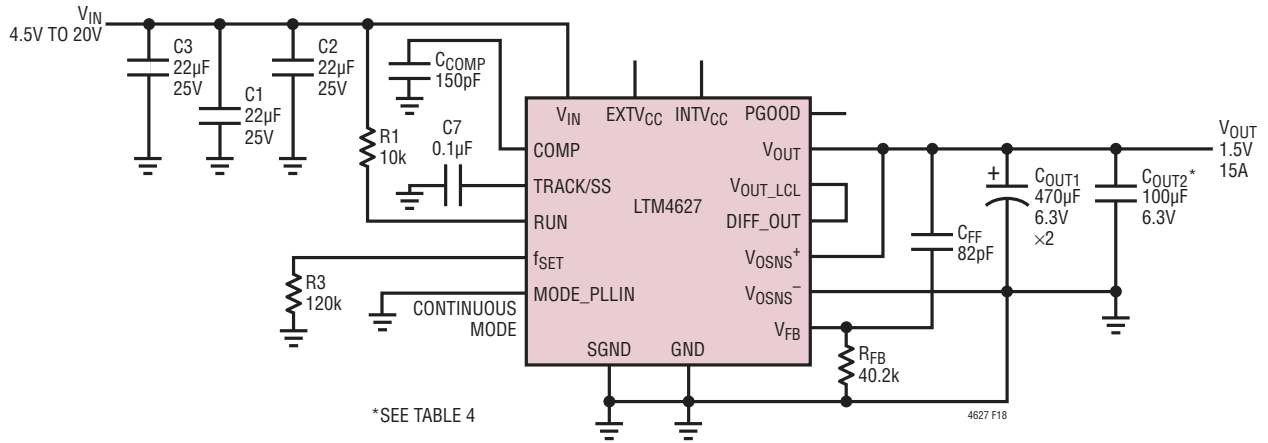 VIN
4.5V TO 20V
C3
22µF
25V
C1
22µF
25V
C2
22µF
25V
R1
10k
CCOMP
150pF
C7
0.1µF
R3
120k
CONTINUOUS
MODE
VIN
EXTVCC
INTVCC
PGOOD
COMP
TRACK/SS
RUN
fSET
MODE_PLLIN
SGND
GND
LTM4627
VOUT
VOUT_LCL
DIFF_OUT
VOSNS+
VOSNS–
VFB
CFF
82pF
RFB
40.2k
+
COUT1
470µF
6.3V
×2
COUT2*
100µF
6.3V
VOUT
1.5V
15A
*SEE TABLE 4
4627 F18